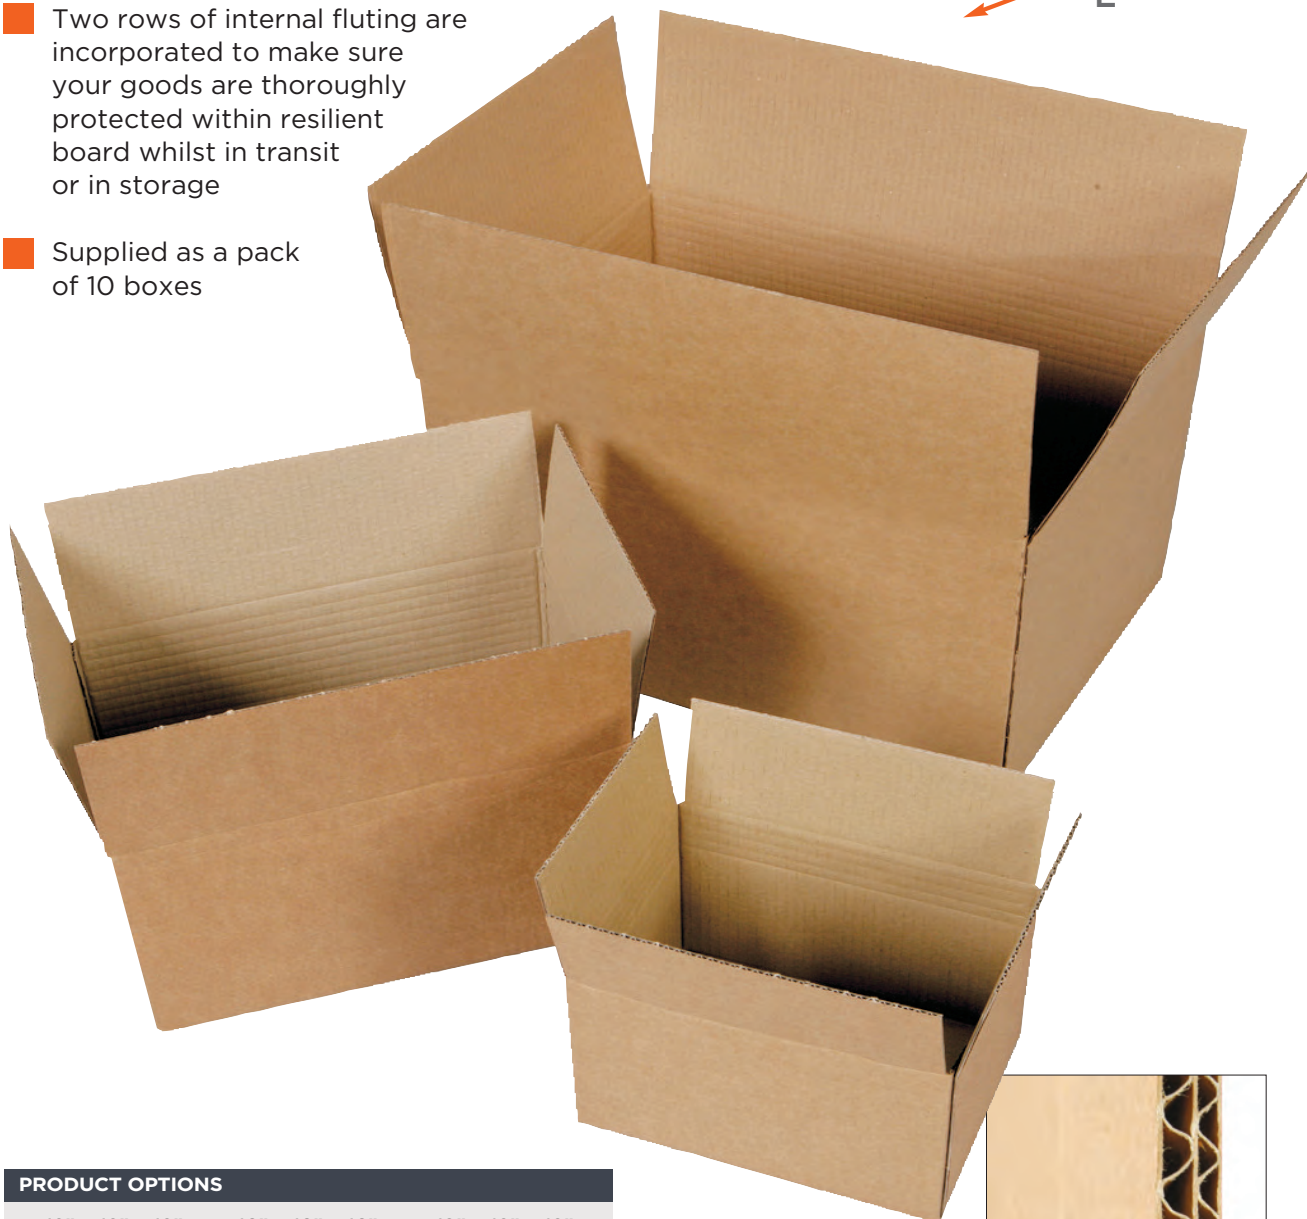 Two rows of internal fluting are
incorporated to make sure
your goods are thoroughly
protected within resilient
board whilst in transit
or in storage
Supplied as a pack
of 10 boxes
PRODUCT OPTIONS